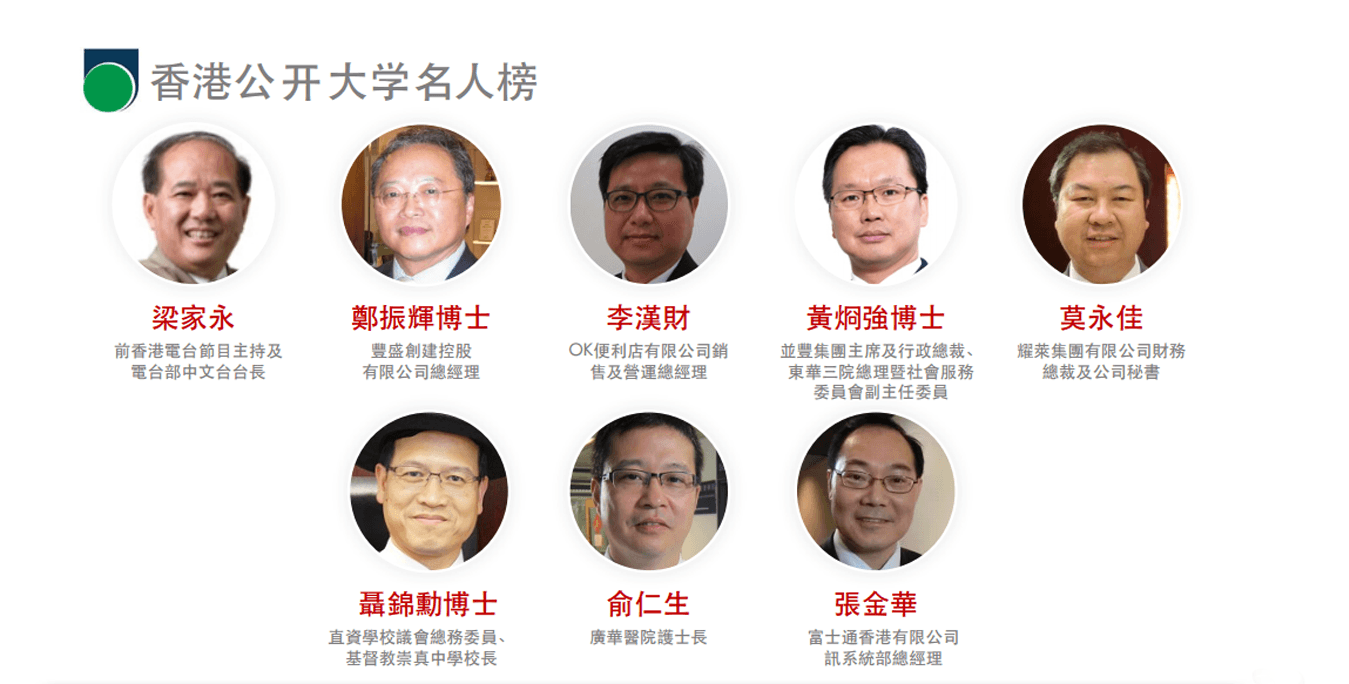 香港公开大学名人榜
梁家永
鄭振輝博士
李漢財
黃炯強博士
莫永佳
前香港電台節目主持及
電台部中文台台長
豐盛創建控股
有限公司總經理
OK便利店有限公司銷
售及營運總經理
並豐集團主席及行政總裁、
東華三院總理暨社會服務
委員會副主任委員
耀萊集團有限公司財務
總裁及公司秘書
聶錦勳博士
俞仁生
張金華
直資學校議會總務委員、
基督教崇真中學校長
廣華醫院護士長
富士通香港有限公司
訊系統部總經理